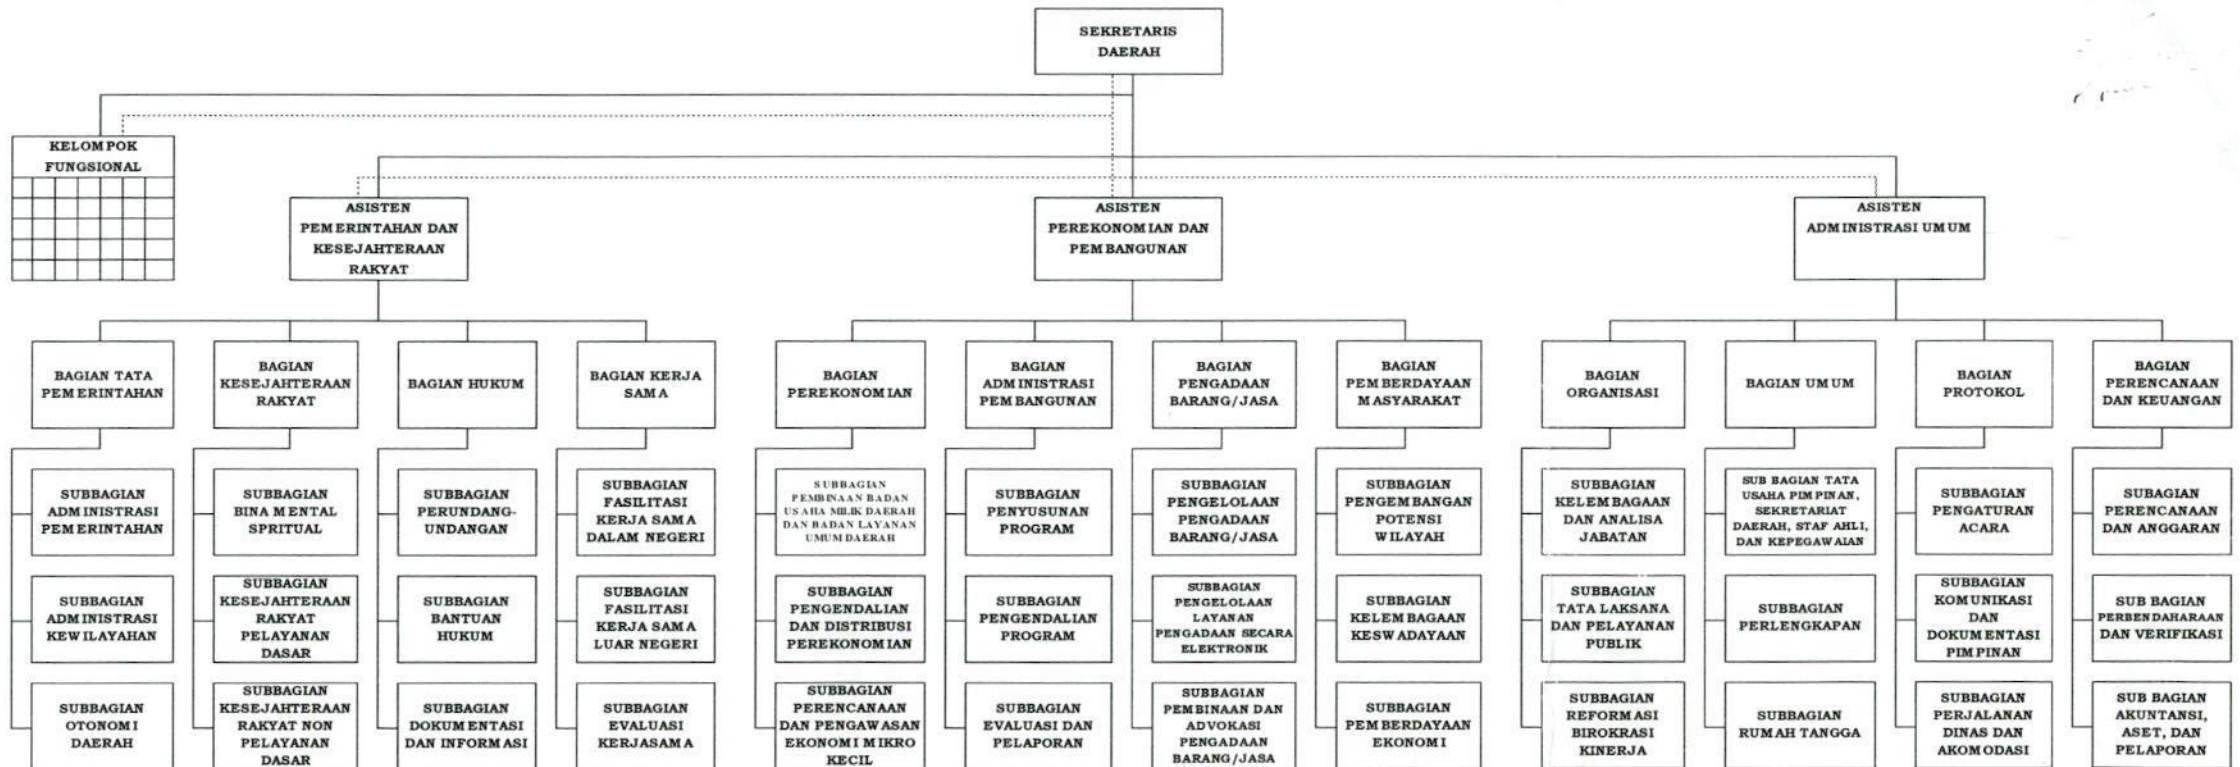 SEKRETARIS
DAERAH
KELOMPOK
FUNGSIONAL
ASISTEN
PEMERINTAHAN DAN
KESEJAHTERAAN
RAKYAT
ASISTEN
PEREKONOMIAN DAN
PEMBANGUNAN
ASISTEN
ADMINISTRASI UMUM
BAGIAN TATA
PEMERINTAHAN
BAGIAN
KESEJAHTERAAN
RAKYAT
BAGIAN HUKUM
BAGIAN KERJA
SAMA
BAGIAN
PEREKONOMIAN
BAGIAN
ADMINISTRASI
PEMBANGUNAN
BAGIAN
PENGADAAN
BARANG/JASA
BAGIAN
PEMBERDAYAAN
MASYARAKAT
BAGIAN
ORGANISASI
BAGIAN UMUM
BAGIAN
PROTOKOL
BAGIAN
PERENCANAAN
DAN KEUANGAN
SUBBAGIAN
ADMINISTRASI
PEMERINTAHAN
SUBBAGIAN
BINA MENTAL
SPRITUAL
SUBBAGIAN
PERUNDANG-
UNDANGAN
SUBBAGIAN
FASILITASI
KERJA SAMA
DALAM NEGERI
SUBBAGIAN
PEMBINAAN BADAN
USAHA MILIK DAERAH
DAN BADAN LAYANAN
UMUM DAERAH
SUBBAGIAN
PENYUSUNAN
PROGRAM
SUBBAGIAN
PENGELOLAAN
PENGADAAN
BARANG/JASA
SUBBAGIAN
PENGEMBANGAN
POTENSI
WILAYAH
SUBBAGIAN
KELEMBAGAAN
DAN ANALISA
JABATAN
SUB BAGIAN TATA
USAHA PIMPINAN,
SEKRETARIAT
DAERAH, STAF AHLI,
DAN KEPEGAWAIAN
SUBBAGIAN
PENGATURAN
ACARA
SUBAGIAN
PERENCANAAN
DAN ANGGARAN
SUBBAGIAN
ADMINISTRASI
KEWILAYAHAN
SUBBAGIAN
KESEJAHTERAAN
RAKYAT
PELAYANAN
DASAR
SUBBAGIAN
BANTUAN
HUKUM
SUBBAGIAN
FASILITASI
KERJA SAMA
LUAR NEGERI
SUBBAGIAN
PENGENDALIAN
DAN DISTRIBUSI
PEREKONOMIAN
SUBBAGIAN
PENGENDALIAN
PROGRAM
SUBBAGIAN
PENGELOLAAN
LAYANAN
PENGADAAN SECARA
ELEKTRONIK
SUBBAGIAN
KELEMBAGAAN
KESWADAYAAN
SUBBAGIAN
TATA LAKSANA
DAN PELAYANAN
PUBLIK
SUBBAGIAN
PERLENGKAPAN
SUBBAGIAN
KOMUNIKASI
DAN
DOKUMENTASI
PIMPINAN
SUB BAGIAN
PERBENDAHARAAN
DAN VERIFIKASI
SUBBAGIAN
OTONOMI
DAERAH
SUBBAGIAN
KESEJAHTERAAN
RAKYAT NON
PELAYANAN
DASAR
SUBBAGIAN
DOKUMENTASI
DAN INFORMASI
SUBBAGIAN
EVALUASI
KERJASAMA
SUBBAGIAN
PERENCANAAN
DAN PENGAWASAN
EKONOMI MIKRO
KECIL
SUBBAGIAN
EVALUASI DAN
PELAPORAN
SUBBAGIAN
PEMBINAAN DAN
ADVOKASI
PENGADAAN
BARANG/JASA
SUBBAGIAN
PEMBERDAYAAN
EKONOMI
SUBBAGIAN
REFORMASI
BIROKRASI
KINERJA
SUBBAGIAN
RUMAH TANGGA
SUBBAGIAN
PERJALANAN
DINAS DAN
AKOMODASI
SUB BAGIAN
AKUNTANSI,
ASET, DAN
PELAPORAN